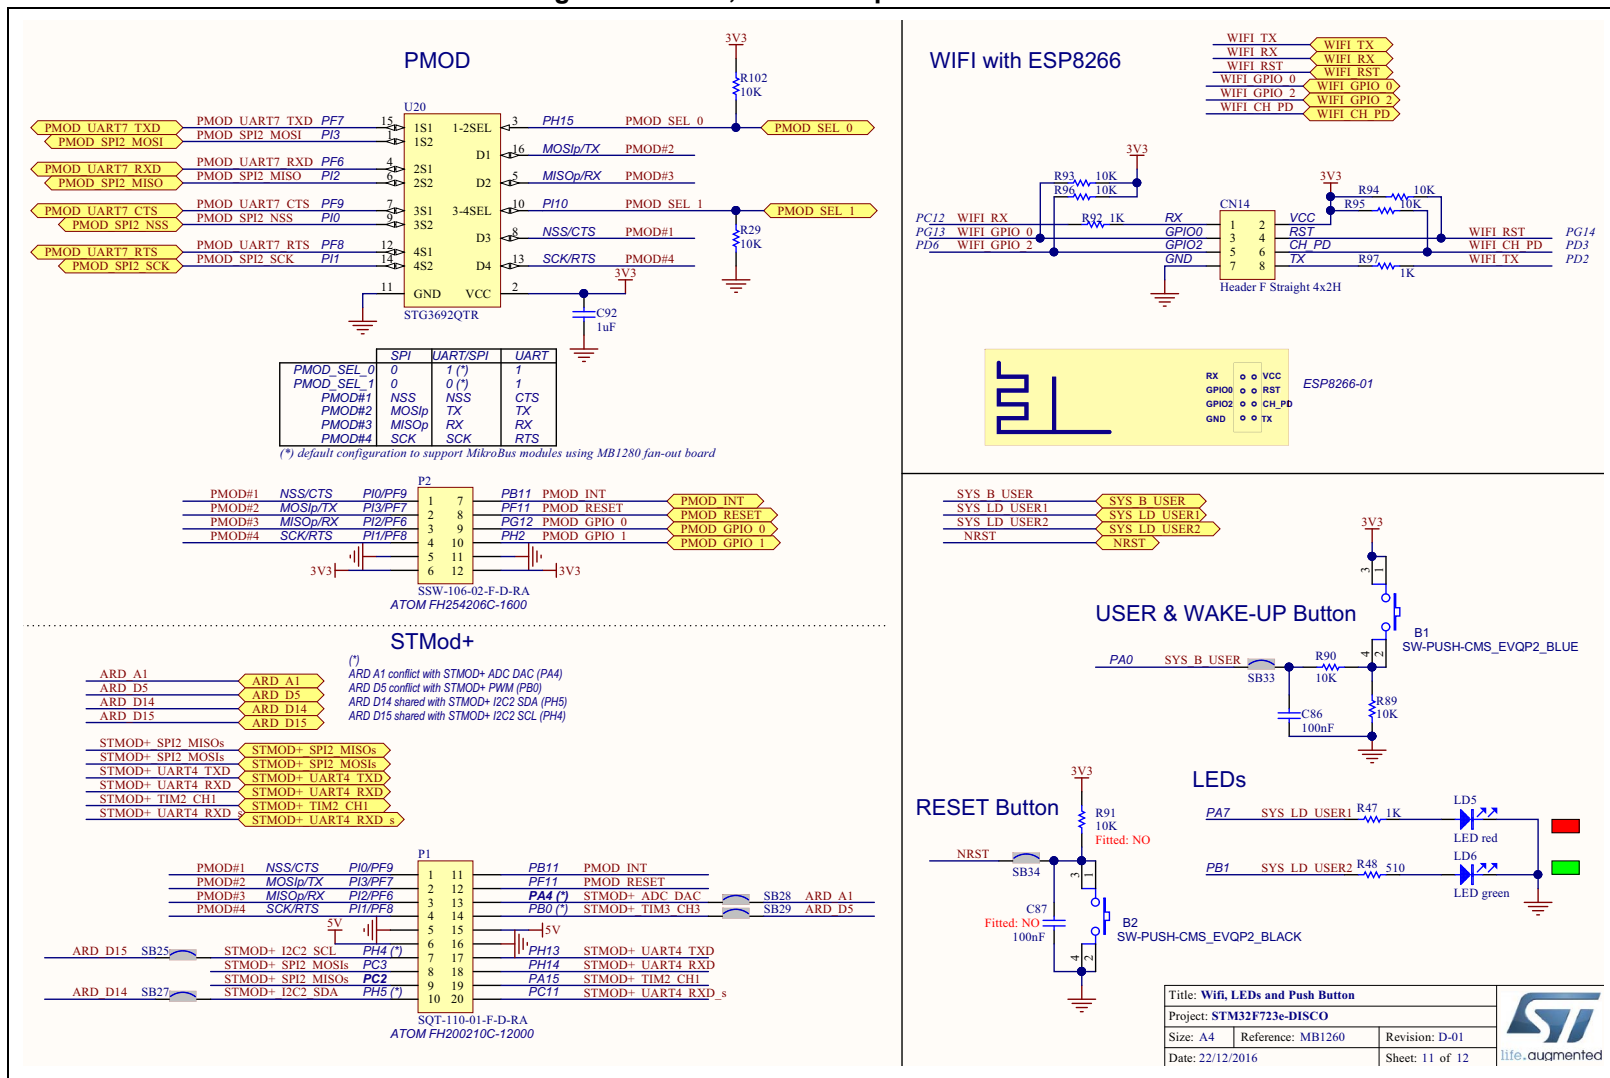 PMOD
3V3
R102
10K
U20
PMOD_UART7_TXD PMOD_UART7_TXD PF7 15 1S1 1-2SEL 3 PH15 PMOD_SEL_0 PMOD_SEL_0
PMOD_SPI2_MOSI PMOD_SPI2_MOSI PI3 1 1S2
D1 16 MOSIp/TX PMOD#2
PMOD_UART7_RXD PMOD_UART7_RXD PF6 4 2S1
PMOD_SPI2_MISO PMOD_SPI2_MISO PI2 6 2S2 D2 5 MISOp/RX PMOD#3
PMOD_UART7_CTS PMOD_UART7_CTS PF9 7 3S1 3-4SEL 10 PI10 PMOD_SEL_1 PMOD_SEL_1
PMOD_SPI2_NSS PMOD_SPI2_NSS PI0 9 3S2
D3 8 NSS/CTS PMOD#1
R29
10K
PMOD_UART7_RTS PMOD_UART7_RTS PF8 12 4S1
PMOD_SPI2_SCK PMOD_SPI2_SCK PI1 14 4S2 D4 13 SCK/RTS PMOD#4
3V3
11 GND VCC 2
STG3692QTR
C92
1uF
SPI UART/SPI UART
PMOD_SEL_0 0 1 (*) 1
PMOD_SEL_1 0 0 (*) 1
PMOD#1 NSS NSS CTS
PMOD#2 MOSIp TX TX
PMOD#3 MISOp RX RX
PMOD#4 SCK SCK RTS
(*) default configuration to support MikroBus modules using MB1280 fan-out board
P2
PMOD#1 NSS/CTS PI0/PF9 1 7 PB11 PMOD_INT PMOD_INT
PMOD#2 MOSIp/TX PI3/PF7 2 8 PF11 PMOD_RESET PMOD_RESET
PMOD#3 MISOp/RX PI2/PF6 3 9 PG12 PMOD_GPIO_0 PMOD_GPIO_0
PMOD#4 SCK/RTS PI1/PF8 4 10 PH2 PMOD_GPIO_1 PMOD_GPIO_1
5 11
3V3 6 12 3V3
SSW-106-02-F-D-RA
ATOM FH254206C-1600
STMod+
(*)
ARD A1 conflict with STMOD+ ADC DAC (PA4)
ARD D5 conflict with STMOD+ PWM (PB0)
ARD D14 shared with STMOD+ I2C2 SDA (PH5)
ARD D15 shared with STMOD+ I2C2 SCL (PH4)
ARD_A1 ARD_A1
ARD_D5 ARD_D5
ARD_D14 ARD_D14
ARD_D15 ARD_D15
STMOD+_SPI2_MISOs STMOD+_SPI2_MISOs
STMOD+_SPI2_MOSIs STMOD+_SPI2_MOSIs
STMOD+_UART4_TXD STMOD+_UART4_TXD
STMOD+_UART4_RXD STMOD+_UART4_RXD
STMOD+_TIM2_CH1 STMOD+_TIM2_CH1
STMOD+_UART4_RXD_s STMOD+_UART4_RXD_s
P1
PMOD#1 NSS/CTS PI0/PF9 1 11 PB11 PMOD_INT
PMOD#2 MOSIp/TX PI3/PF7 2 12 PF11 PMOD_RESET
PMOD#3 MISOp/RX PI2/PF6 3 13 PA4 (*) STMOD+_ADC_DAC SB28 ARD_A1
PMOD#4 SCK/RTS PI1/PF8 4 14 PB0 (*) STMOD+_TIM3_CH3 SB29 ARD_D5
5V 5 15 5V
6 16
ARD_D15 SB25 STMOD+_I2C2_SCL PH4 (*) 7 17 PH13 STMOD+_UART4_TXD
STMOD+_SPI2_MOSIs PC3 8 18 PH14 STMOD+_UART4_RXD
STMOD+_SPI2_MISOs PC2 9 19 PA15 STMOD+_TIM2_CH1
ARD_D14 SB27 STMOD+_I2C2_SDA PH5 (*) 10 20 PC11 STMOD+_UART4_RXD_s
SQT-110-01-F-D-RA
ATOM FH200210C-12000
WIFI with ESP8266
WIFI_TX WIFI_TX
WIFI_RX WIFI_RX
WIFI_RST WIFI_RST
WIFI_GPIO_0 WIFI_GPIO_0
WIFI_GPIO_2 WIFI_GPIO_2
WIFI_CH_PD WIFI_CH_PD
3V3
R93 10K
R96 10K
3V3
R94 10K
R95 10K
CN14
PC12 WIFI_RX R92 1K RX 1 2 VCC
PG13 WIFI_GPIO_0 GPIO0 3 4 RST WIFI_RST PG14
PD6 WIFI_GPIO_2 GPIO2 5 6 CH_PD WIFI_CH_PD PD3
GND 7 8 TX R97 1K WIFI_TX PD2
Header F Straight 4x2H
RX VCC
GPIO0 RST
GPIO2 CH_PD
GND TX
ESP8266-01
SYS_B_USER SYS_B_USER
SYS_LD_USER1 SYS_LD_USER1
SYS_LD_USER2 SYS_LD_USER2
NRST NRST
3V3
3 1
USER & WAKE-UP Button
B1
SW-PUSH-CMS_EVQP2_BLUE
4 2
PA0 SYS_B_USER SB33 R90 10K
R89
10K
C86
100nF
RESET Button
3V3
R91
10K
Fitted: NO
NRST SB34
3 1
C87
Fitted: NO
100nF
B2
SW-PUSH-CMS_EVQP2_BLACK
4 2
LEDs
PA7 SYS_LD_USER1 R47 1K LD5
LED red
PB1 SYS_LD_USER2 R48 510 LD6
LED green
Title: Wifi, LEDs and Push Button
Project: STM32F723e-DISCO
Size: A4 Reference: MB1260 Revision: D-01
Date: 22/12/2016 Sheet: 11 of 12
ST
life.augmented